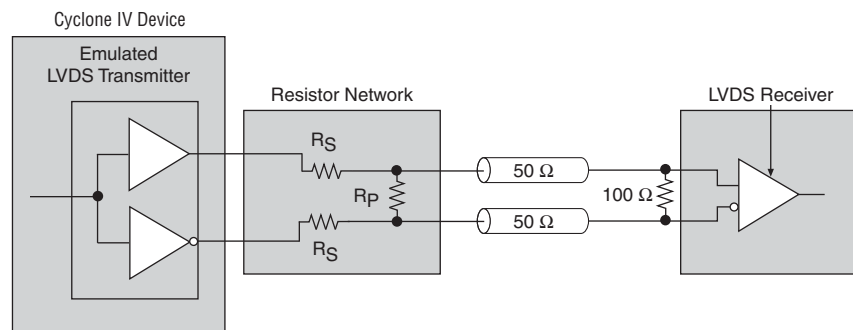 Cyclone IV Device
Emulated
LVDS Transmitter
Resistor Network
LVDS Receiver
RS
50 Ω
RP
100 Ω
50 Ω
RS